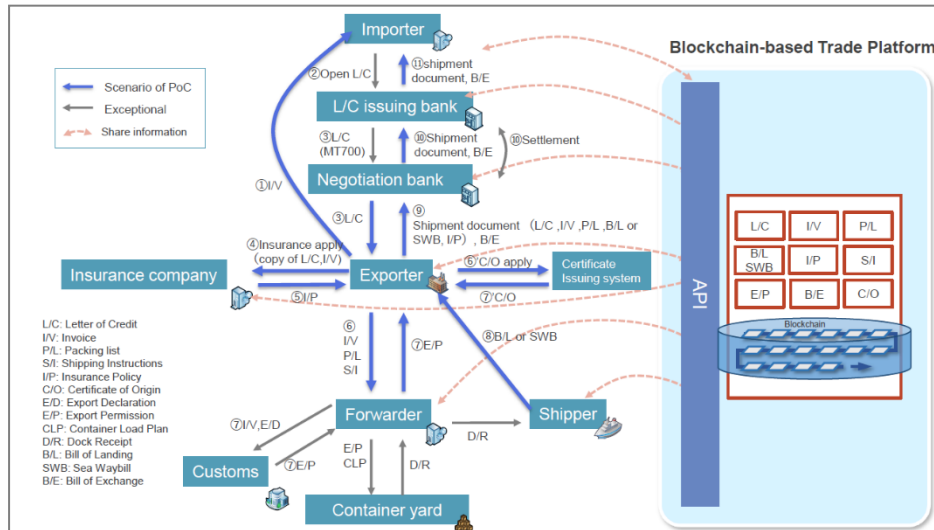 Importer
Blockchain-based Trade Platform
Scenario of PoC
Exceptional
Share information
②Open L/C
⑪shipment
document, B/E
L/C issuing bank
③L/C
(MT700)
⑩Shipment
document, B/E
⑩Settlement
①I/V
Negotiation bank
③L/C
⑨
Shipment document （L/C ,I/V ,P/L ,B/L or
SWB, I/P）, B/E
④Insurance apply
(copy of L/C,I/V)
Insurance company
⑤I/P
Exporter
⑥'C/O apply
⑦'C/O
Certificate
Issuing system
API
L/C
I/V
P/L
B/L
SWB
I/P
S/I
E/P
B/E
C/O
Blockchain
L/C: Letter of Credit
I/V: Invoice
P/L: Packing list
S/I: Shipping Instructions
I/P: Insurance Policy
C/O: Certificate of Origin
E/D: Export Declaration
E/P: Export Permission
CLP: Container Load Plan
D/R: Dock Receipt
B/L: Bill of Landing
SWB: Sea Waybill
B/E: Bill of Exchange
⑥
I/V
P/L
S/I
⑦E/P
⑧B/L or SWB
Forwarder
D/R
Shipper
⑦I/V,E/D
⑦E/P
Customs
E/P
CLP
D/R
Container yard